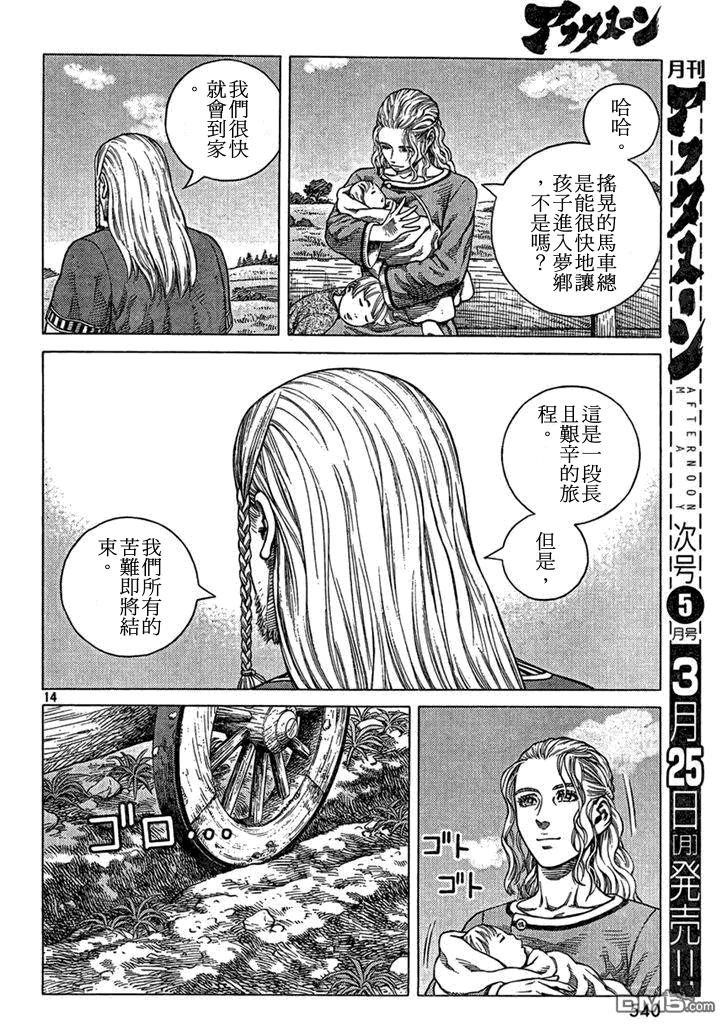 アフタヌーン
哈哈。
搖晃的馬車總
是能很快地讓
孩子進入夢鄉
，不是嗎？
我們很快
就會到家
。
這是一段長
且艱辛的旅
程。
但是,
我們所有的
苦難即將結
束。
14
ゴト
ゴト
ゴロ...
月刊
アフタヌーン
AFTERNOON
次号
5
月号
3月25日
[月]
発売!!
540